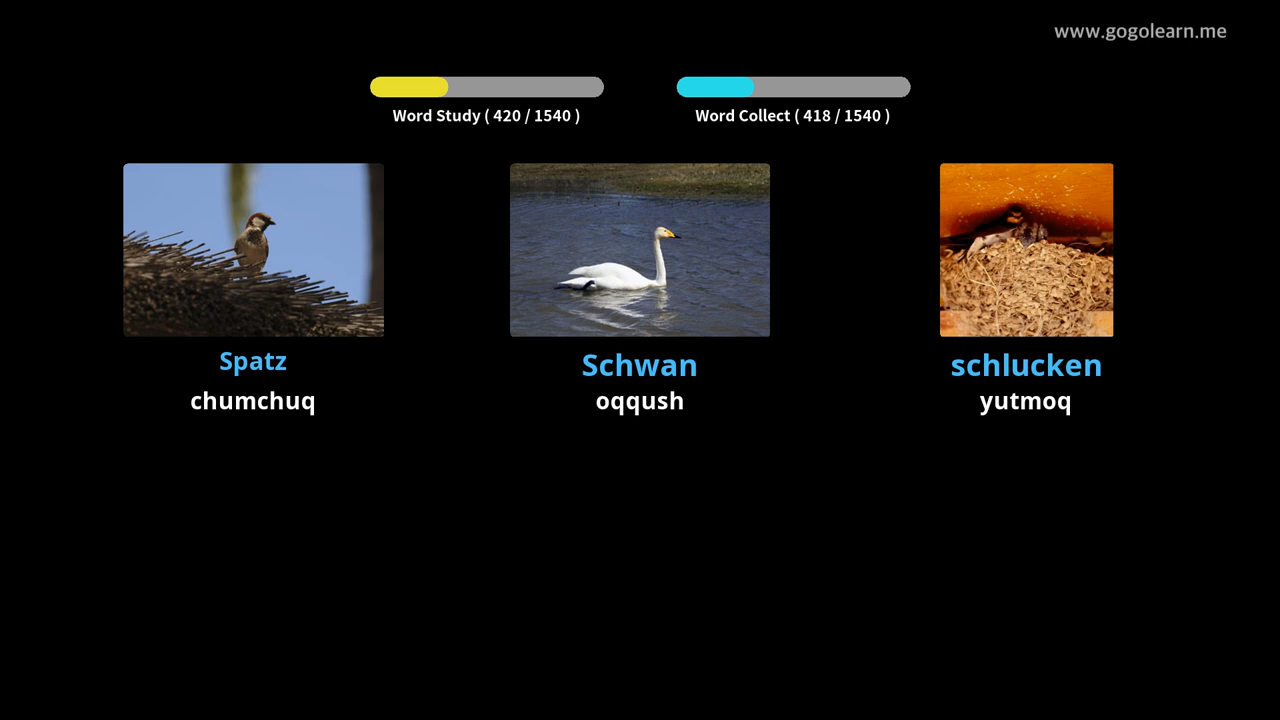 www.gogolearn.me
Word Study ( 420 / 1540 )
Word Collect ( 418 / 1540 )
Spatz
chumchuq
Schwan
oqqush
schlucken
yutmoq